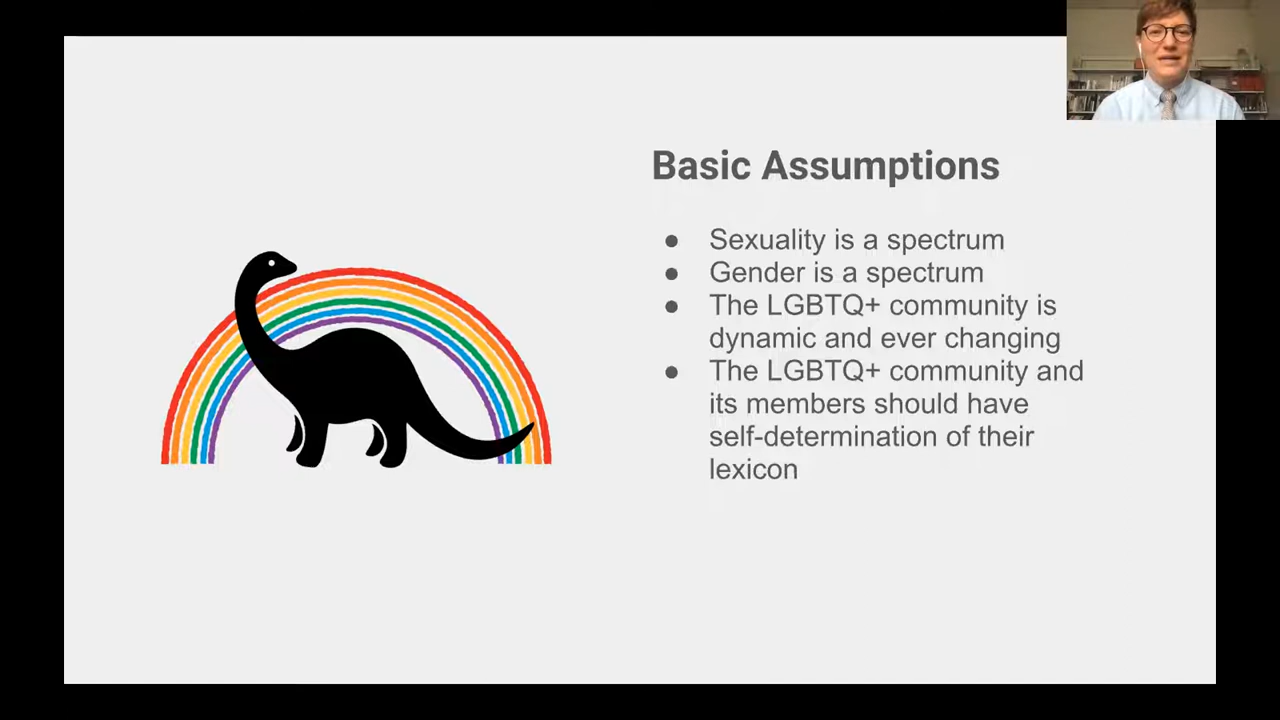 Basic Assumptions
● Sexuality is a spectrum
● Gender is a spectrum
● The LGBTQ+ community is
dynamic and ever changing
● The LGBTQ+ community and
its members should have
self-determination of their
lexicon